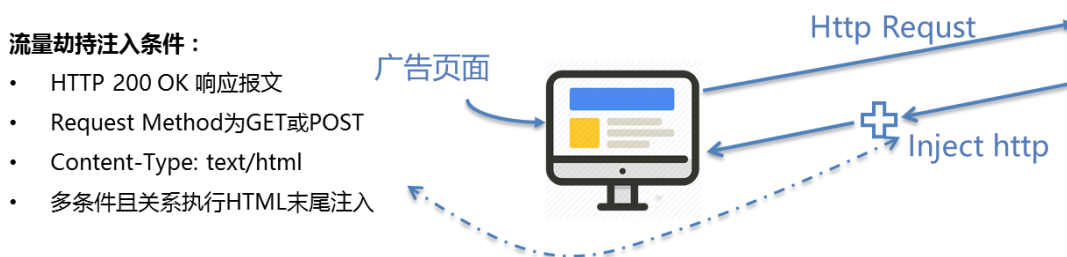 流量劫持注入条件：
• HTTP 200 OK 响应报文
• Request Method为GET或POST
• Content-Type: text/html
• 多条件且关系执行HTML末尾注入
广告页面
Http Requst
Inject http